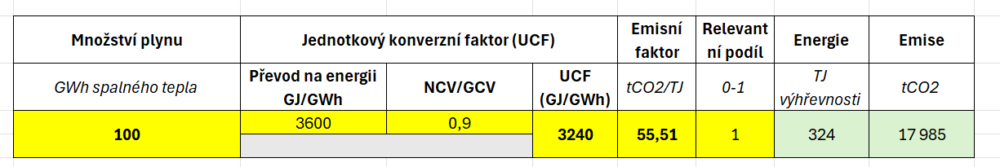 Množství plynu
Jednotkový konverzní faktor (UCF)
Emisní
faktor
Relevant
ní podíl
Energie
Emise
GWh spalného tepla
Převod na energii
GJ/GWh
NCV/GCV
UCF
(GJ/GWh)
tCO2/TJ
0-1
TJ
výhřevnosti
tCO2
100
3600
0,9
3240
55,51
1
324
17 985